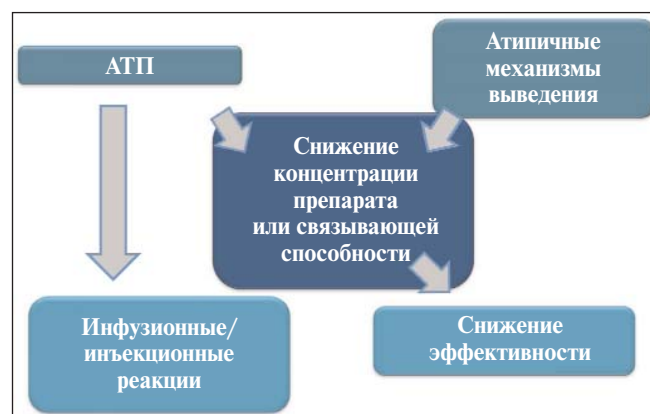 АТП
Атипичные
механизмы
выведения
Снижение
концентрации
препарата
или связывающей
способности
Инфузионные/
инъекционные
реакции
Снижение
эффективности